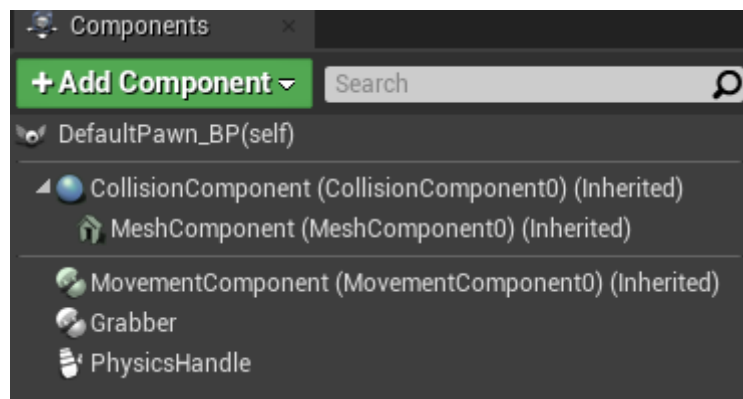 Components
+ Add Component
Search
DefaultPawn_BP(self)
CollisionComponent (CollisionComponent0) (Inherited)
MeshComponent (MeshComponent0) (Inherited)
MovementComponent (MovementComponent0) (Inherited)
Grabber
PhysicsHandle